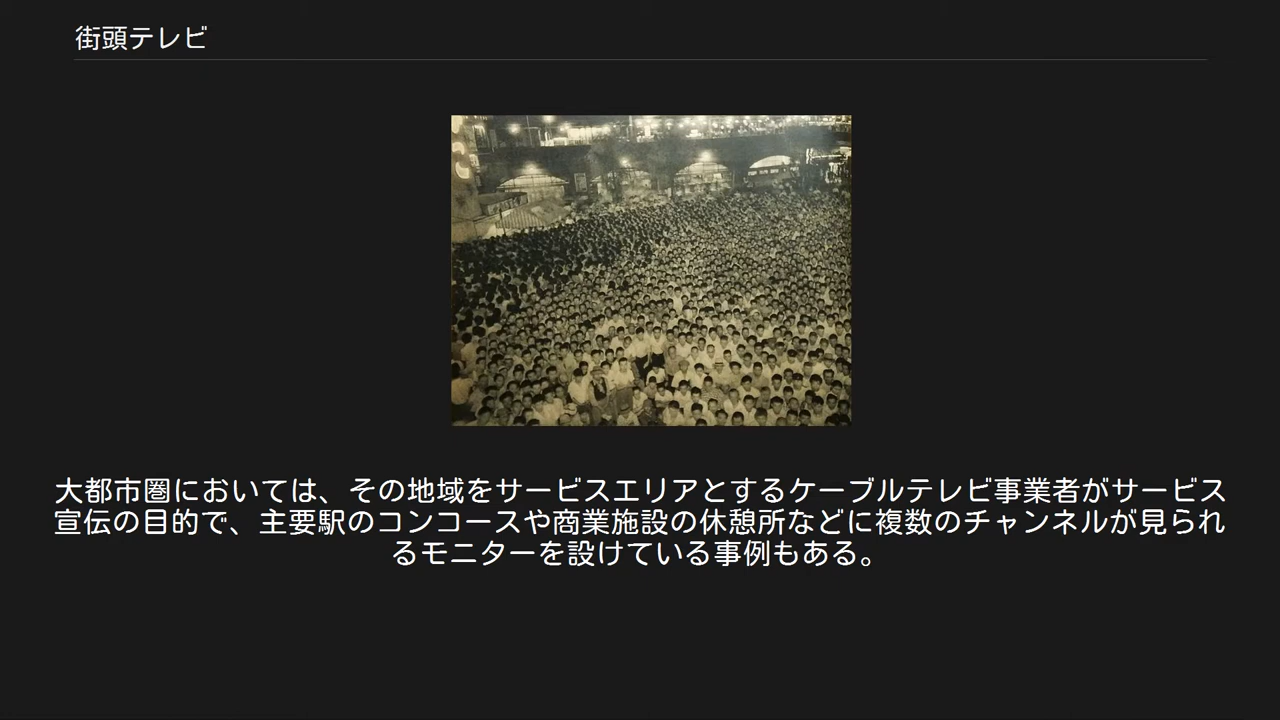 街頭テレビ
大都市圏においては、その地域をサービスエリアとするケーブルテレビ事業者がサービス
宣伝の目的で、主要駅のコンコースや商業施設の休憩所などに複数のチャンネルが見られ
るモニターを設けている事例もある。